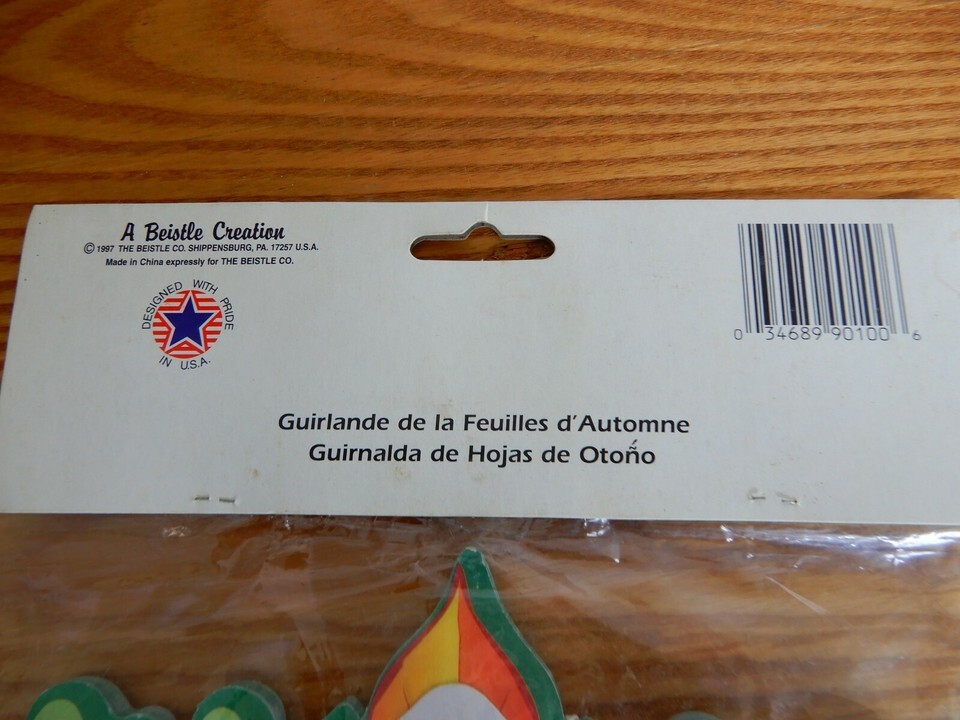 A Beistle Creation
© 1997 THE BEISTLE CO. SHIPPENSBURG, PA. 17257 U.S.A.
Made in China expressly for THE BEISTLE CO.
DESIGNED WITH PRIDE
IN U.S.A.
0 34689 90100 6
Guirlande de la Feuilles d'Automne
Guirnalda de Hojas de Otoño